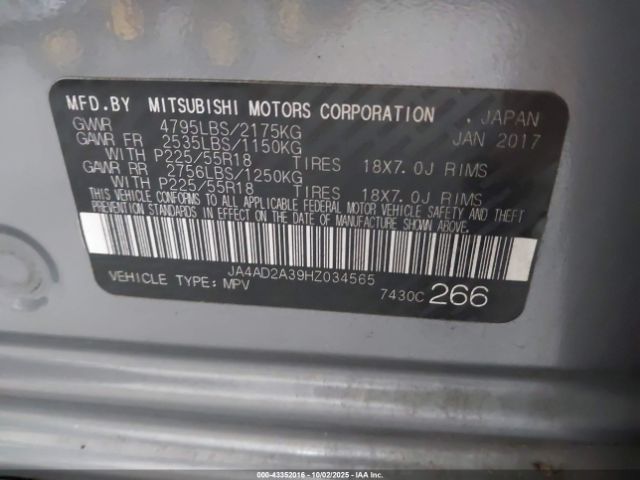 MFD.BY MITSUBISHI MOTORS CORPORATION , JAPAN
GVWR 4795LBS/2175KG JAN 2017
GAWR FR 2535LBS/1150KG
WITH P225/55R18 TIRES 18X7.0J RIMS
GAWR RR 2756LBS/1250KG
WITH P225/55R18 TIRES 18X7.0J RIMS
THIS VEHICLE CONFORMS TO ALL APPLICABLE FEDERAL MOTOR VEHICLE SAFETY AND THEFT
PREVENTION STANDARDS IN EFFECT ON THE DATE OF MANUFACTURE SHOWN ABOVE.
JA4AD2A39HZ034565
VEHICLE TYPE: MPV
7430C 266
000-43352016 - 10/02/2025 - IAA Inc.